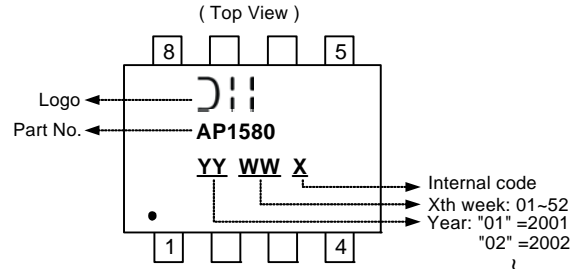 ( Top View )
8 5
Logo
Part No. AP1580
YY WW X
Internal code
Xth week: 01~52
Year: "01" =2001
"02" =2002
~
1 4